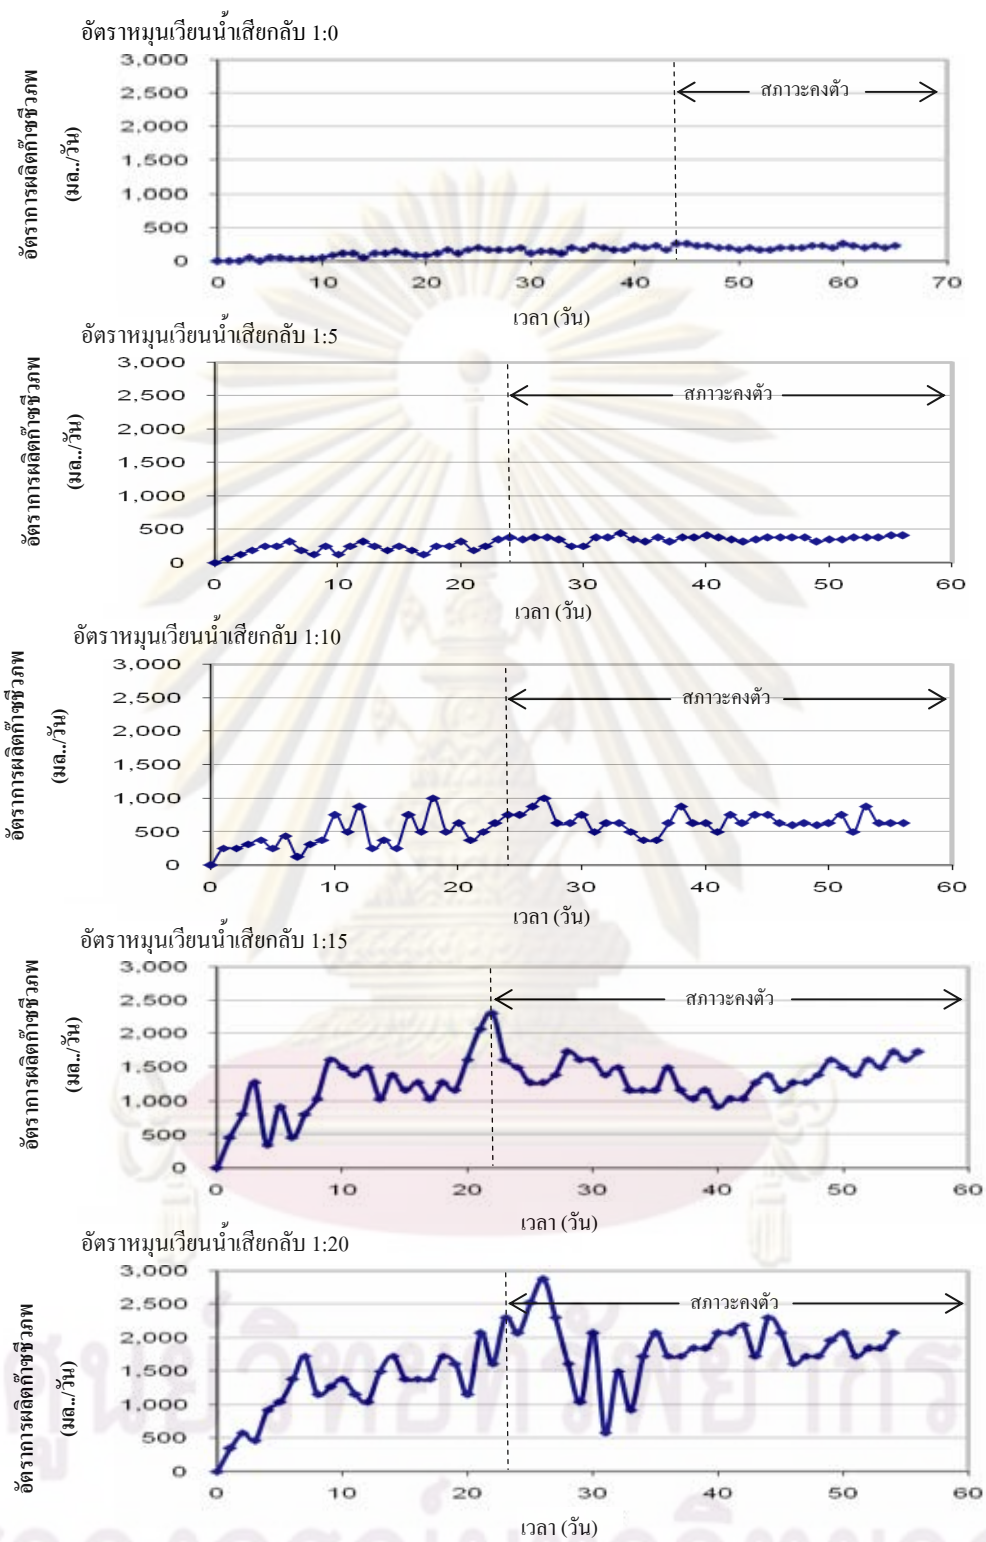 อัตราหมุนเวียนน้ำเสียกลับ 1:0
อัตราการผลิตก๊าซชีวภาพ
(มล../วัน)
3,000
2,500
2,000
1,500
1,000
500
0
สภาวะคงตัว
0 10 20 30 40 50 60 70
เวลา (วัน)
อัตราหมุนเวียนน้ำเสียกลับ 1:5
อัตราการผลิตก๊าซชีวภาพ
(มล../วัน)
3,000
2,500
2,000
1,500
1,000
500
0
สภาวะคงตัว
0 10 20 30 40 50 60
เวลา (วัน)
อัตราหมุนเวียนน้ำเสียกลับ 1:10
อัตราการผลิตก๊าซชีวภาพ
(มล../วัน)
3,000
2,500
2,000
1,500
1,000
500
0
สภาวะคงตัว
0 10 20 30 40 50 60
เวลา (วัน)
อัตราหมุนเวียนน้ำเสียกลับ 1:15
อัตราการผลิตก๊าซชีวภาพ
(มล../วัน)
3,000
2,500
2,000
1,500
1,000
500
0
สภาวะคงตัว
0 10 20 30 40 50 60
เวลา (วัน)
อัตราหมุนเวียนน้ำเสียกลับ 1:20
อัตราการผลิตก๊าซชีวภาพ
(มล../วัน)
3,000
2,500
2,000
1,500
1,000
500
0
สภาวะคงตัว
0 10 20 30 40 50 60
เวลา (วัน)
ศูนย์วิทยทรัพยากร